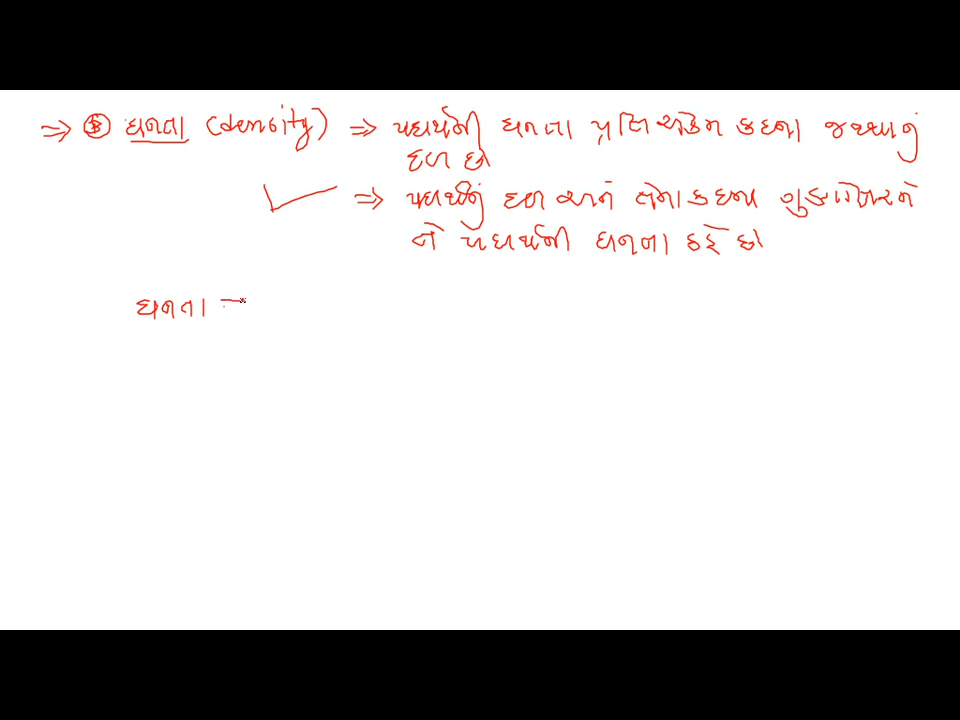 ⇒ ⊛ ઘનતા (density) ⇒ પદાર્થની ઘનતા પ્રતિ એકમ કદના જથ્થાનું
દળ છે
⇒ પદાર્થનું દળ અને તેના કદના ગુણોત્તરને
તે પદાર્થની ઘનતા કહે છે
ઘનતા =